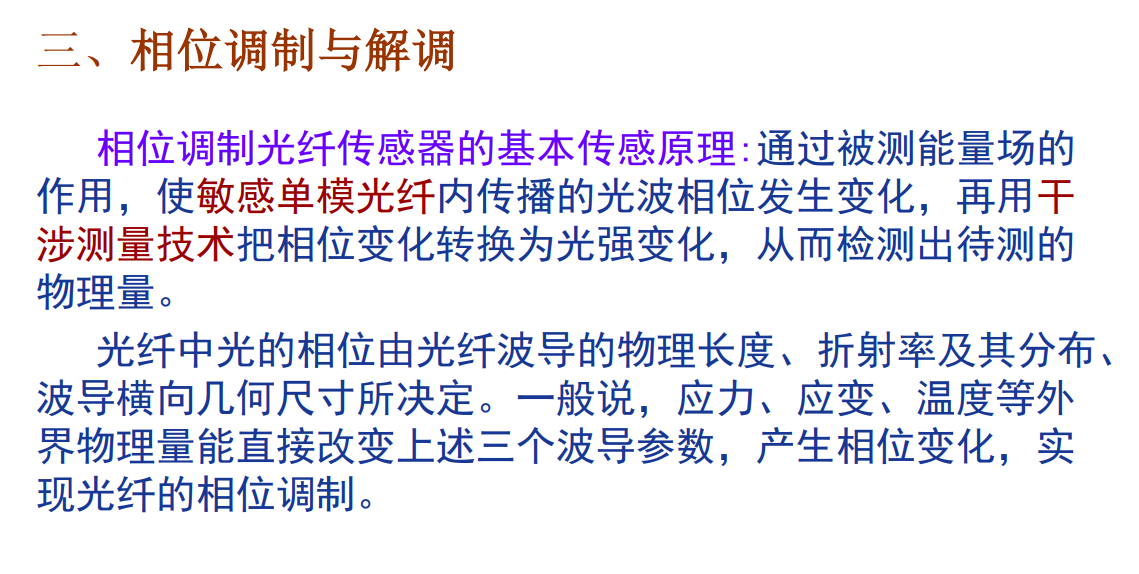 三、相位调制与解调
相位调制光纤传感器的基本传感原理:通过被测能量场的
作用，使敏感单模光纤内传播的光波相位发生变化，再用干
涉测量技术把相位变化转换为光强变化，从而检测出待测的
物理量。
光纤中光的相位由光纤波导的物理长度、折射率及其分布、
波导横向几何尺寸所决定。一般说，应力、应变、温度等外
界物理量能直接改变上述三个波导参数，产生相位变化，实
现光纤的相位调制。